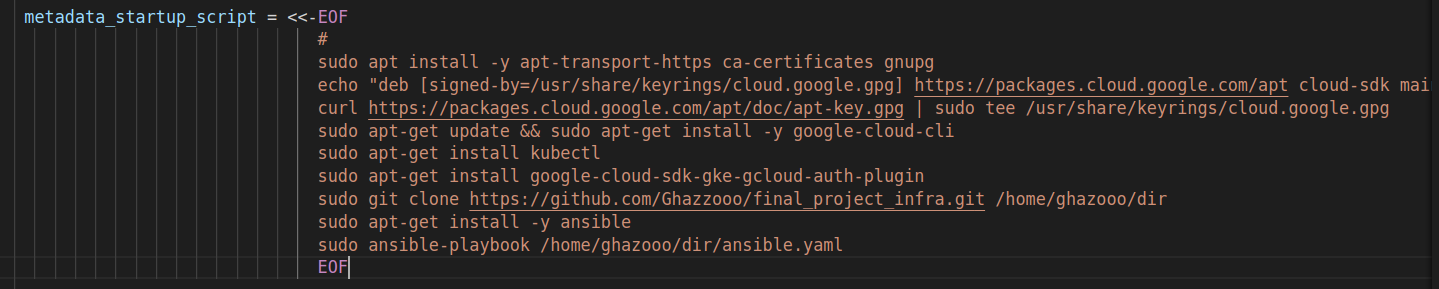 metadata_startup_script = <<-EOF
#
sudo apt install -y apt-transport-https ca-certificates gnupg
echo "deb [signed-by=/usr/share/keyrings/cloud.google.gpg] https://packages.cloud.google.com/apt cloud-sdk mai
curl https://packages.cloud.google.com/apt/doc/apt-key.gpg | sudo tee /usr/share/keyrings/cloud.google.gpg
sudo apt-get update && sudo apt-get install -y google-cloud-cli
sudo apt-get install kubectl
sudo apt-get install google-cloud-sdk-gke-gcloud-auth-plugin
sudo git clone https://github.com/Ghazzooo/final_project_infra.git /home/ghazooo/dir
sudo apt-get install -y ansible
sudo ansible-playbook /home/ghazooo/dir/ansible.yaml
EOF